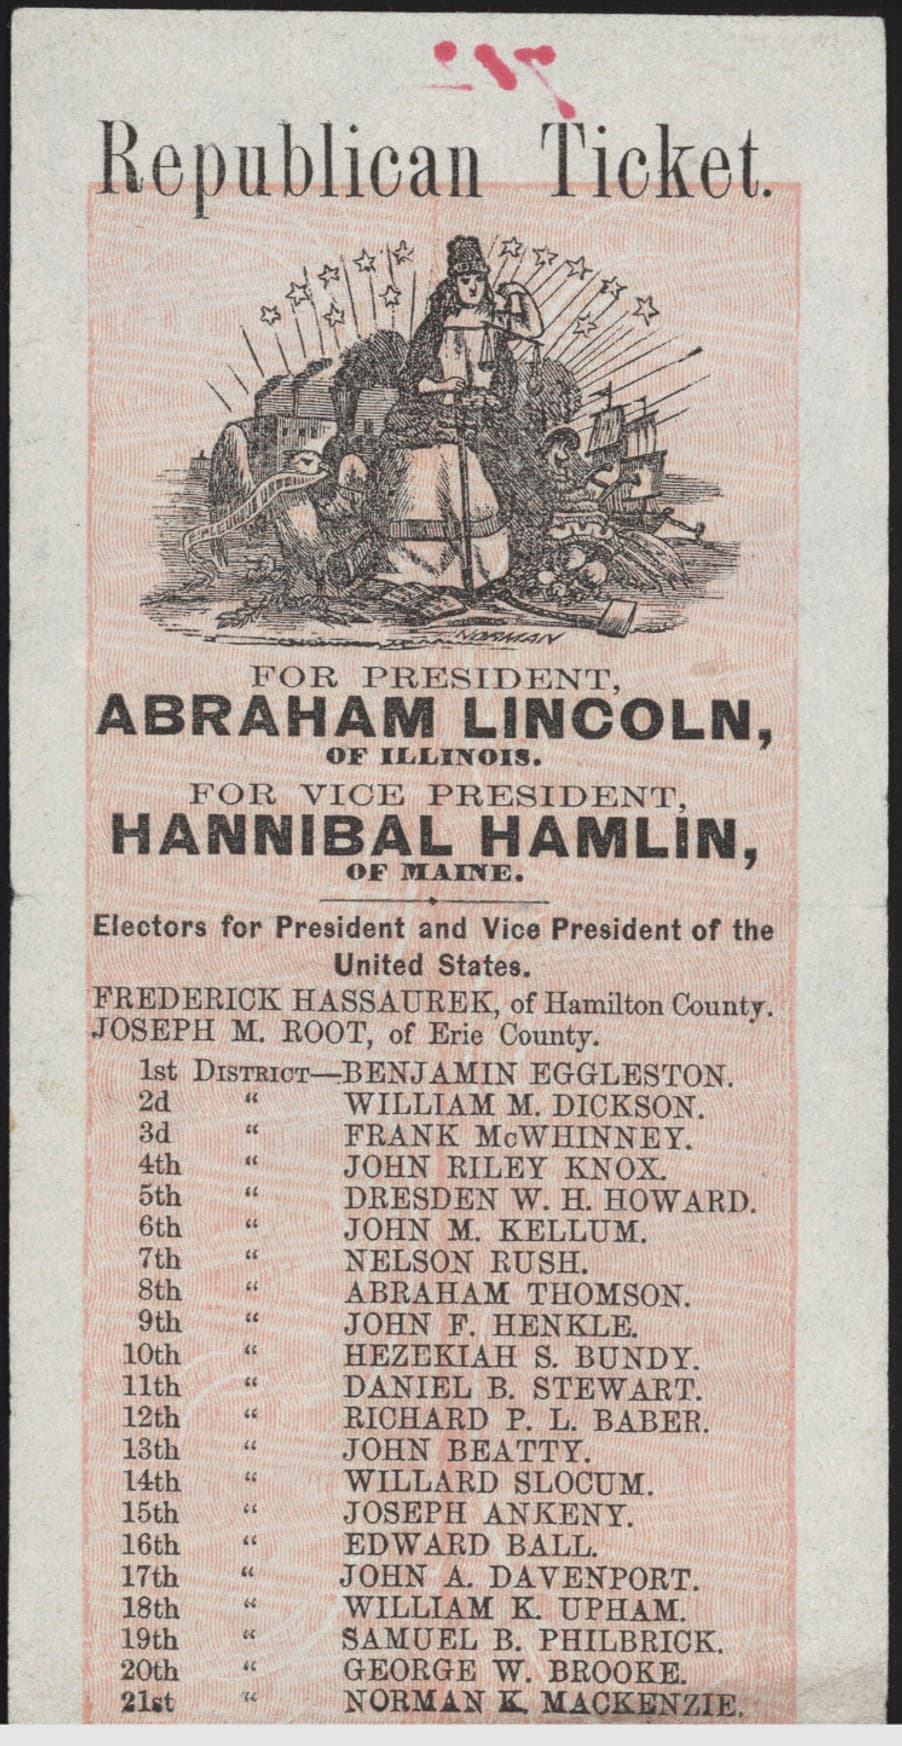 Republican Ticket.
NORMAN
FOR PRESIDENT,
ABRAHAM LINCOLN,
OF ILLINOIS.
FOR VICE PRESIDENT,
HANNIBAL HAMLIN,
OF MAINE.
Electors for President and Vice President of the
United States.
FREDERICK HASSAUREK, of Hamilton County.
JOSEPH M. ROOT, of Erie County.
1st DISTRICT—BENJAMIN EGGLESTON.
2d “ WILLIAM M. DICKSON.
3d “ FRANK McWHINNEY.
4th “ JOHN RILEY KNOX.
5th “ DRESDEN W. H. HOWARD.
6th “ JOHN M. KELLUM.
7th “ NELSON RUSH.
8th “ ABRAHAM THOMSON.
9th “ JOHN F. HENKLE.
10th “ HEZEKIAH S. BUNDY.
11th “ DANIEL B. STEWART.
12th “ RICHARD P. L. BABER.
13th “ JOHN BEATTY.
14th “ WILLARD SLOCUM.
15th “ JOSEPH ANKENY.
16th “ EDWARD BALL.
17th “ JOHN A. DAVENPORT.
18th “ WILLIAM K. UPHAM.
19th “ SAMUEL B. PHILBRICK.
20th “ GEORGE W. BROOKE.
21st “ NORMAN K. MACKENZIE.